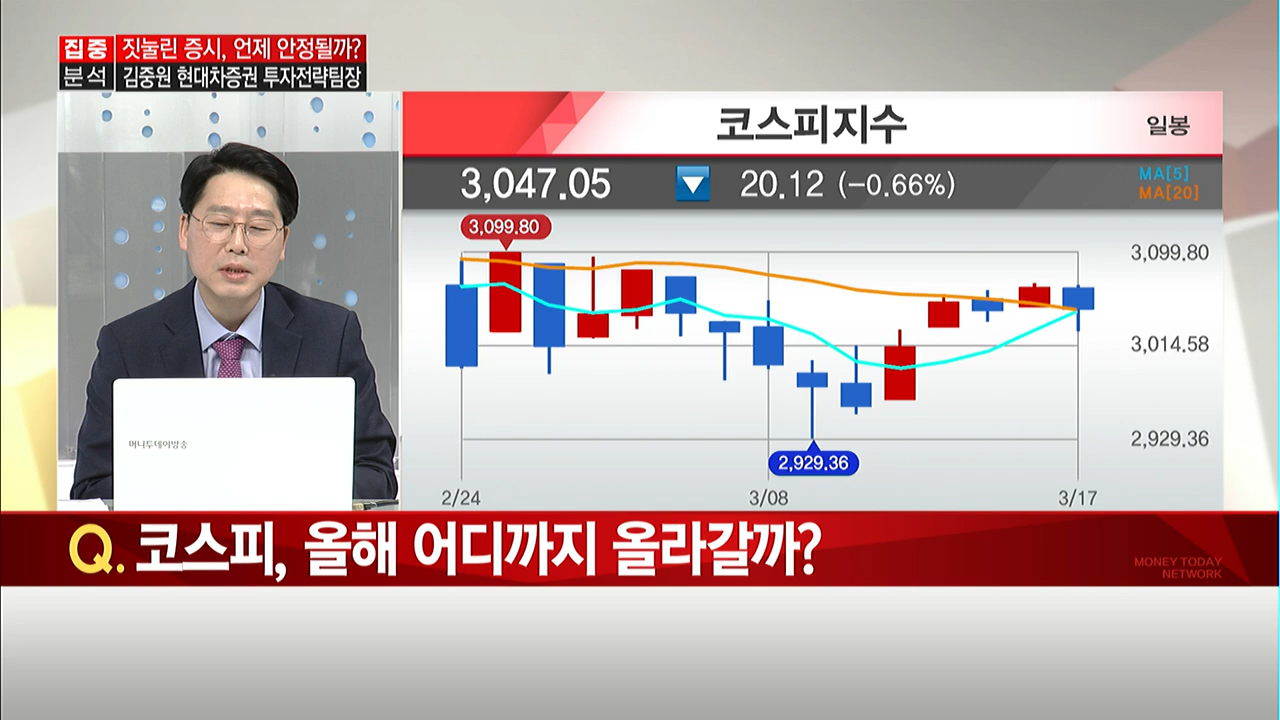 집중 짓눌린 증시, 언제 안정될까?
분석 김중원 현대차증권 투자전략팀장
코스피지수
일봉
3,047.05 ▼ 20.12 (-0.66%)
MA[5]
MA[20]
3,099.80
3,099.80
3,014.58
2,929.36
2,929.36
2/24 3/08 3/17
머니투데이방송
Q. 코스피, 올해 어디까지 올라갈까?
MONEY TODAY
NETWORK